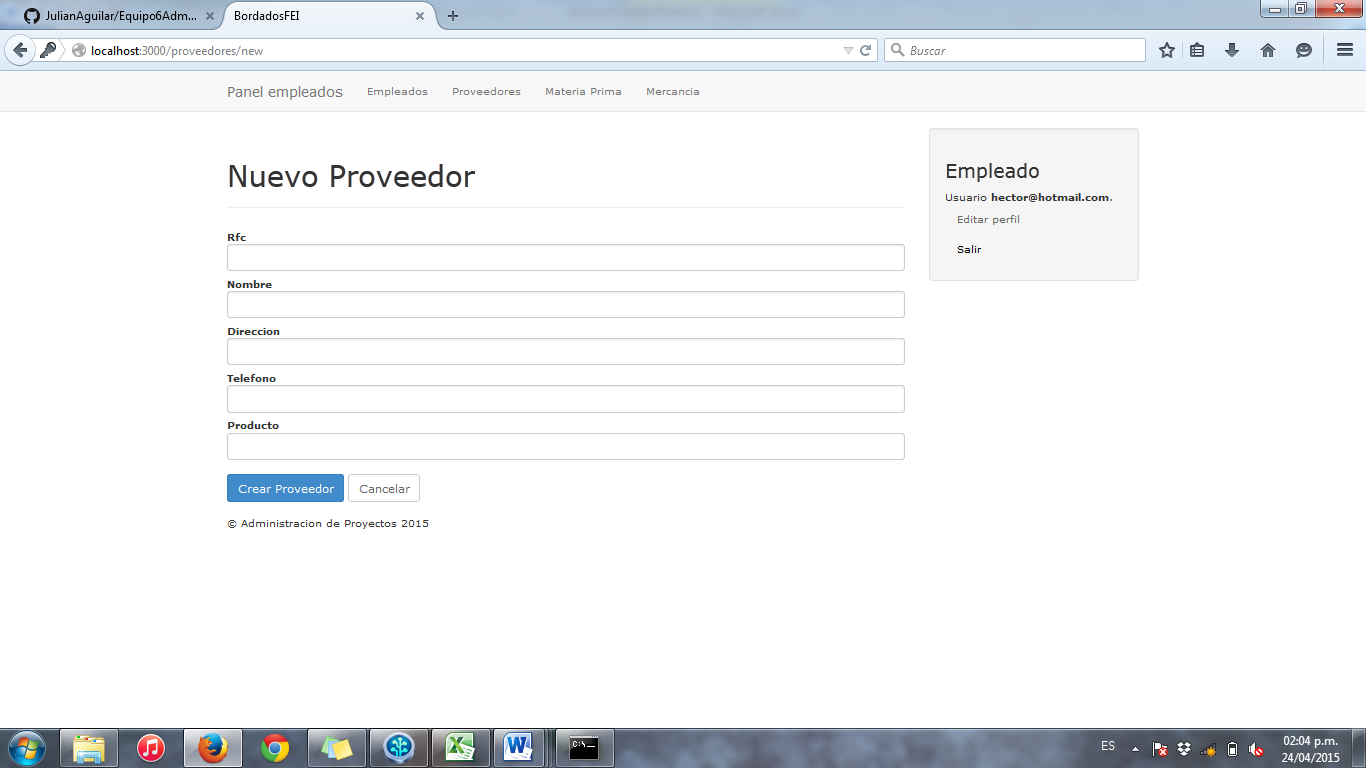 JulianAguilar/Equipo6Adm...
BordadosFEI
localhost:3000/proveedores/new
Buscar
Panel empleados Empleados Proveedores Materia Prima Mercancia
Nuevo Proveedor
Rfc
Nombre
Direccion
Telefono
Producto
Crear Proveedor Cancelar
© Administracion de Proyectos 2015
Empleado
Usuario hector@hotmail.com.
Editar perfil
Salir
C:\._
ES
02:04 p.m.
24/04/2015